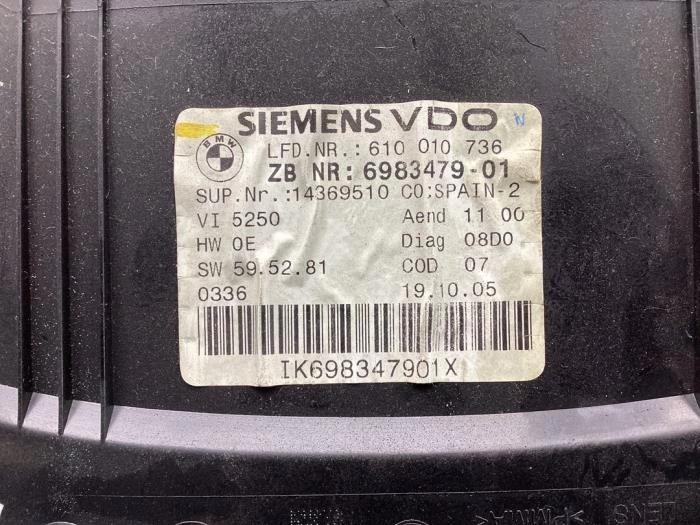 SIEMENS VDO N
BMW
LFD.NR.: 610 010 736
ZB NR: 6983479-01
SUP.Nr.:14369510 CO:SPAIN-2
VI 5250 Aend 11 00
HW 0E Diag 08D0
SW 59.52.81 COD 07
0336 19.10.05
IK698347901X